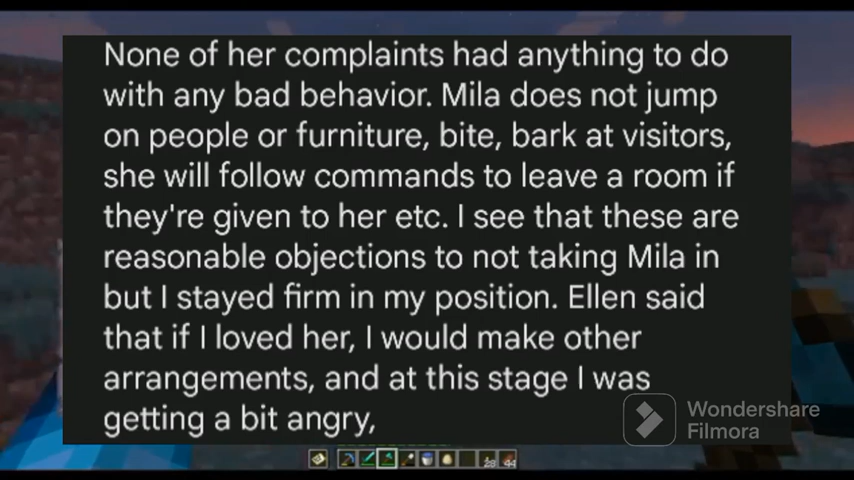 None of her complaints had anything to do
with any bad behavior. Mila does not jump
on people or furniture, bite, bark at visitors,
she will follow commands to leave a room if
they're given to her etc. I see that these are
reasonable objections to not taking Mila in
but I stayed firm in my position. Ellen said
that if I loved her, I would make other
arrangements, and at this stage I was
getting a bit angry,
Wondershare
Filmora
28 44